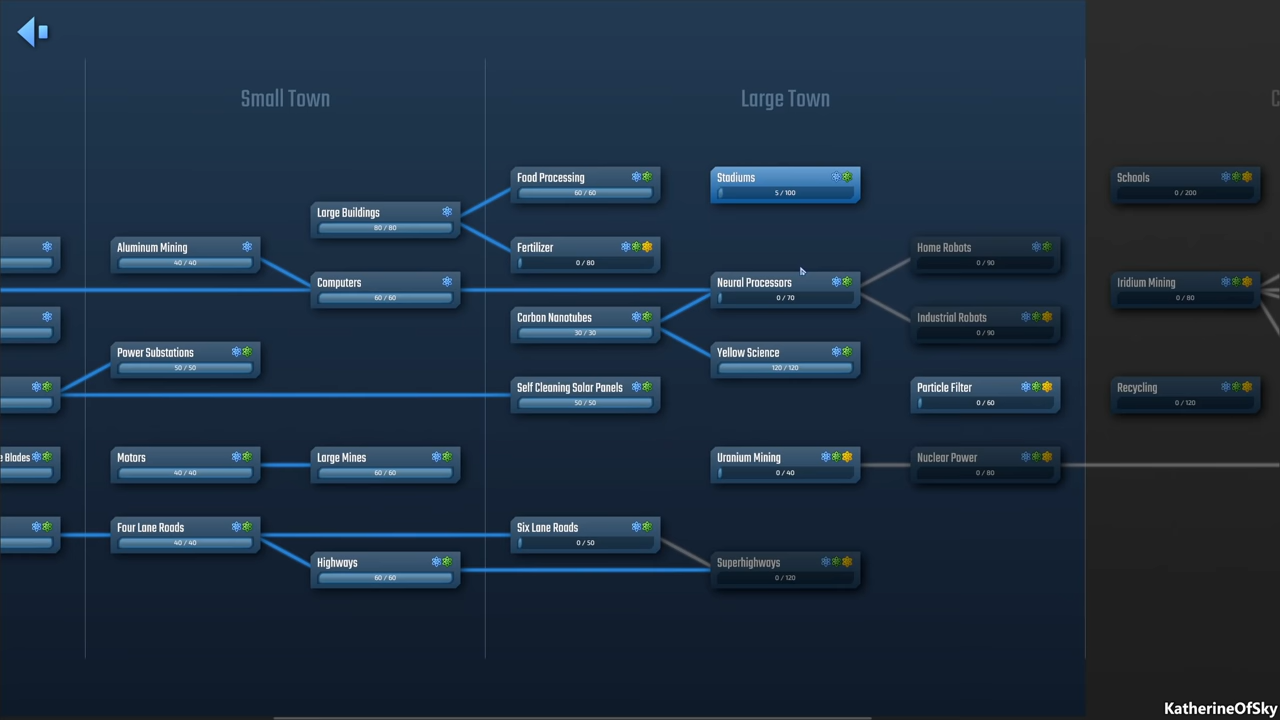 Small Town
Large Town
C
Food Processing
60 / 60
Stadiums
5 / 100
Schools
0 / 200
Large Buildings
80 / 80
Aluminum Mining
40 / 40
Fertilizer
0 / 80
Home Robots
0 / 90
Computers
60 / 60
Neural Processors
0 / 70
Iridium Mining
0 / 80
Carbon Nanotubes
30 / 30
Industrial Robots
0 / 90
Power Substations
50 / 50
Yellow Science
120 / 120
Self Cleaning Solar Panels
50 / 50
Particle Filter
0 / 60
Recycling
0 / 120
e Blades
Motors
40 / 40
Large Mines
60 / 60
Uranium Mining
0 / 40
Nuclear Power
0 / 80
Four Lane Roads
40 / 40
Six Lane Roads
0 / 50
Highways
60 / 60
Superhighways
0 / 120
KatherineOfSky